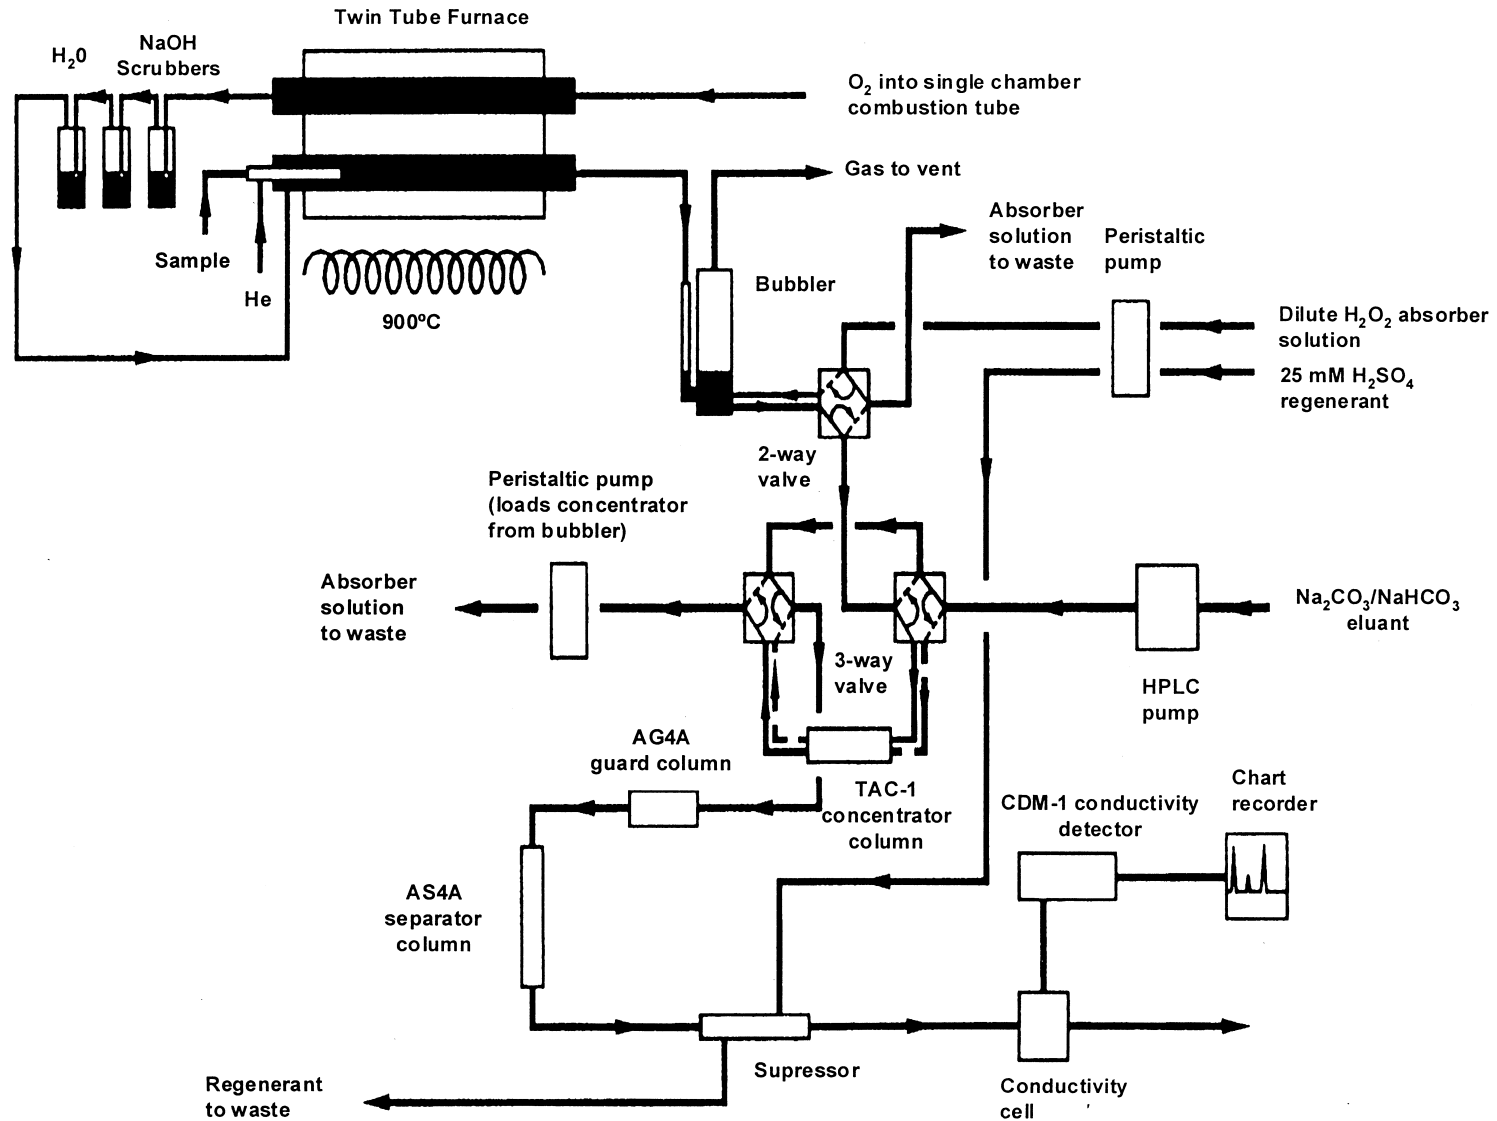 Twin Tube Furnace
H₂0
NaOH
Scrubbers
O₂ into single chamber
combustion tube
Gas to vent
Sample
He
900ºC
Bubbler
Absorber
solution
to waste
Peristaltic
pump
Dilute H₂O₂ absorber
solution
25 mM H₂SO₄
regenerant
2-way
valve
Peristaltic pump
(loads concentrator
from bubbler)
Absorber
solution
to waste
3-way
valve
Na₂CO₃/NaHCO₃
eluant
HPLC
pump
AG4A
guard column
TAC-1
concentrator
column
CDM-1 conductivity
detector
Chart
recorder
AS4A
separator
column
Supressor
Conductivity
cell
Regenerant
to waste